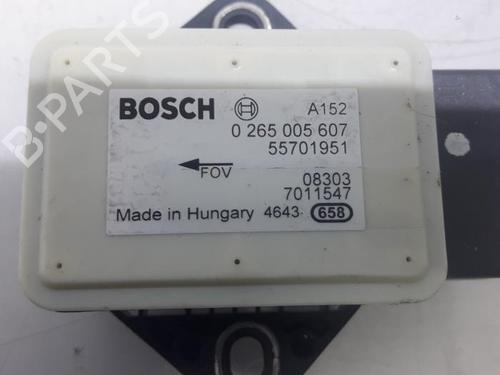 BOSCH A152
0 265 005 607
55701951
FOV
08303
7011547
Made in Hungary 4643 658
B-PARTS